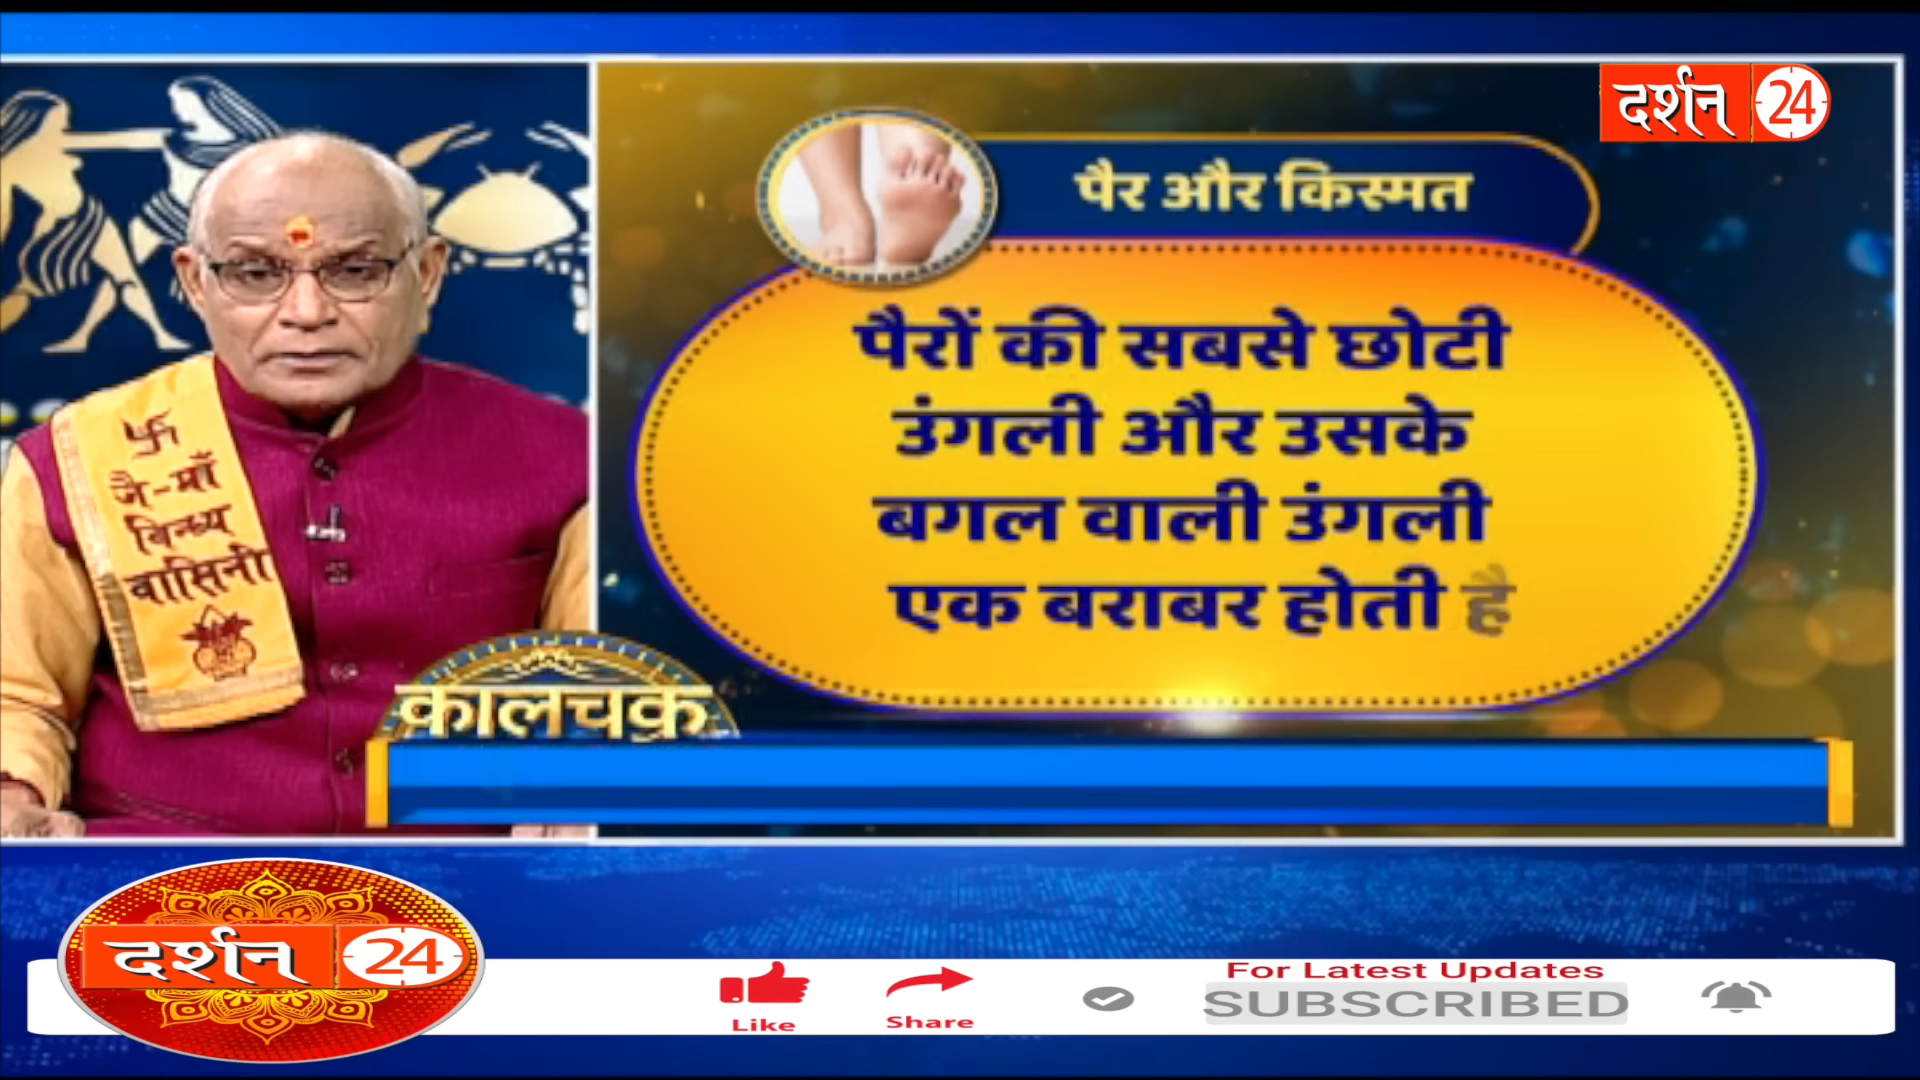 दर्शन 24
पैर और किस्मत
पैरों की सबसे छोटी
उंगली और उसके
बगल वाली उंगली
एक बराबर होती है
जै-माँ
विन्ध्य
वासिनी
कालचक्र
दर्शन 24
Like
Share
For Latest Updates
SUBSCRIBED